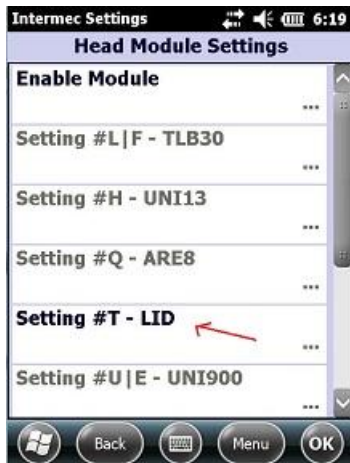 Intermec Settings 6:19
Head Module Settings
Enable Module
...
Setting #L|F - TLB30
...
Setting #H - UNI13
...
Setting #Q - ARE8
...
Setting #T - LID
...
Setting #U|E - UNI900
...
Back Menu OK